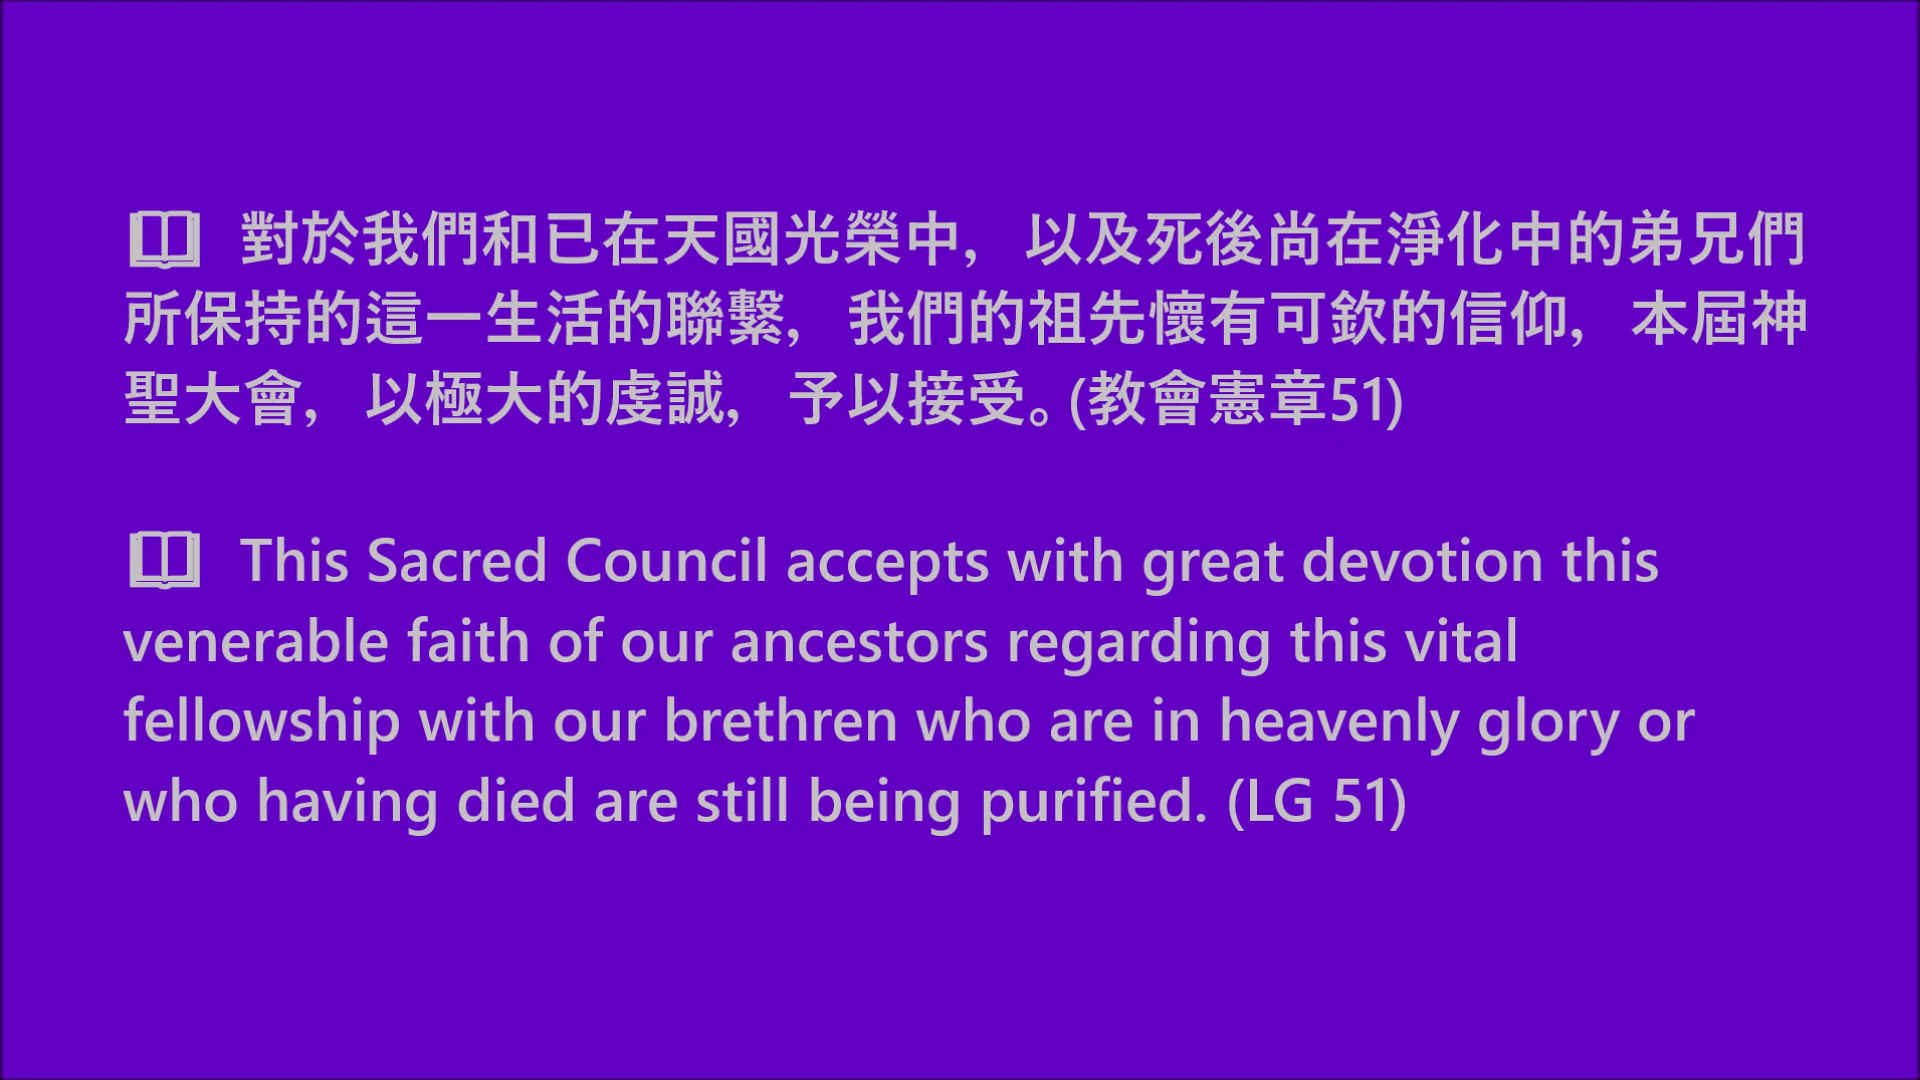 🕮 對於我們和已在天國光榮中，以及死後尚在淨化中的弟兄們
所保持的這一生活的聯繫，我們的祖先懷有可欽的信仰，本屆神
聖大會，以極大的虔誠，予以接受。(教會憲章51)
🕮 This Sacred Council accepts with great devotion this
venerable faith of our ancestors regarding this vital
fellowship with our brethren who are in heavenly glory or
who having died are still being purified. (LG 51)